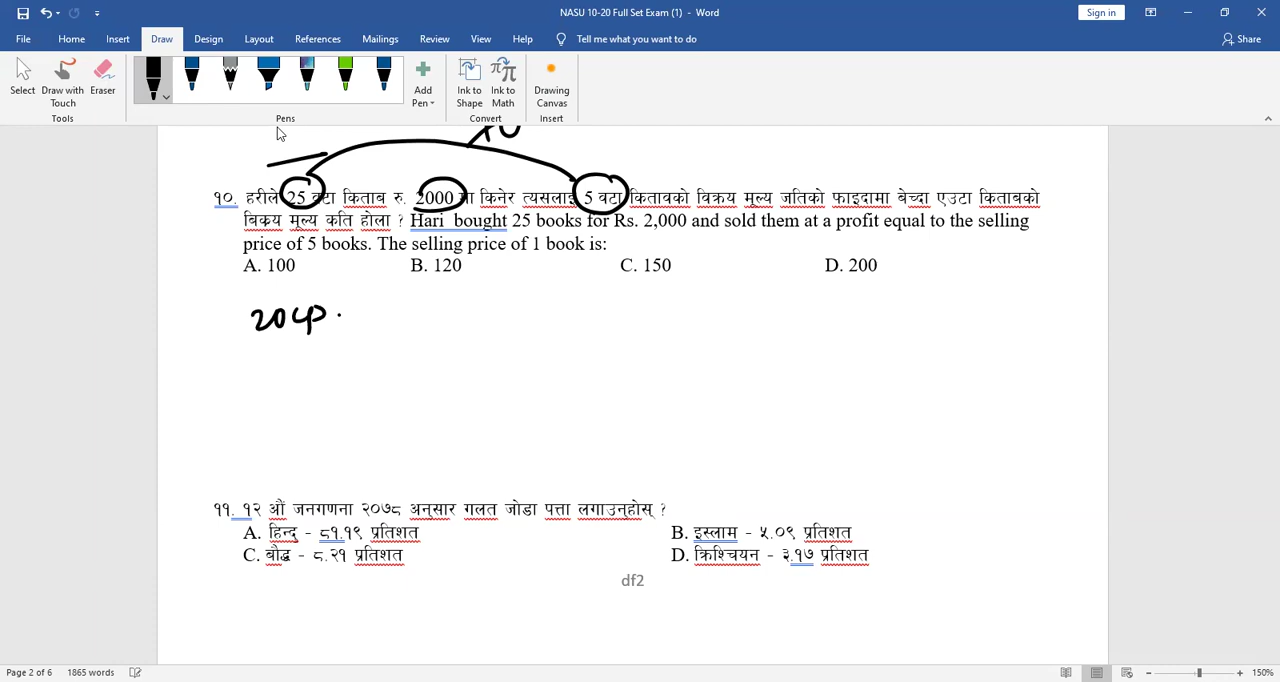 NASU 10-20 Full Set Exam (1) - Word
Sign in
File Home Insert Draw Design Layout References Mailings Review View Help Tell me what you want to do
Share
Select Draw with Touch Eraser Add Pen Ink to Shape Ink to Math Drawing Canvas
Tools Pens Convert Insert
१०. हरीले 25 वटा किताब रु. 2000 मा किनेर त्यसलाई 5 वटा कितावको विक्रय मूल्य जतिको फाइदामा बेच्दा एउटा किताबको
बिक्रय मूल्य कति होला ? Hari bought 25 books for Rs. 2,000 and sold them at a profit equal to the selling
price of 5 books. The selling price of 1 book is:
A. 100 B. 120 C. 150 D. 200
११. १२ औं जनगणना २०७८ अनुसार गलत जोडा पत्ता लगाउनुहोस् ?
A. हिन्दु - ८१.१९ प्रतिशत B. इस्लाम - ५.०९ प्रतिशत
C. बौद्ध - ८.२१ प्रतिशत D. क्रिश्चियन - ३.१७ प्रतिशत
df2
Page 2 of 6 1865 words 150%